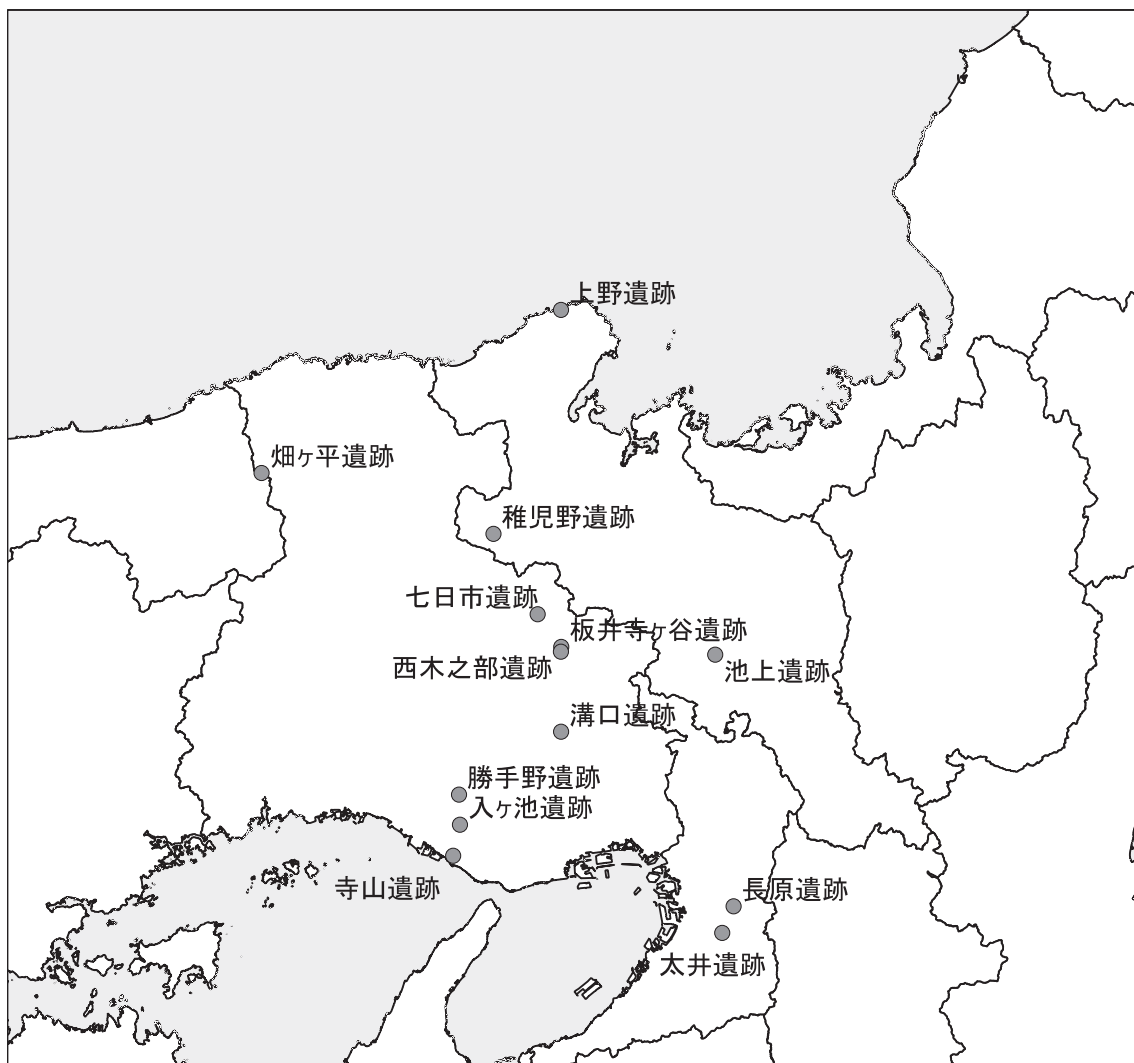 上野遺跡
畑ヶ平遺跡
稚児野遺跡
七日市遺跡
板井寺ヶ谷遺跡
西木之部遺跡
池上遺跡
溝口遺跡
勝手野遺跡
入ヶ池遺跡
寺山遺跡
長原遺跡
太井遺跡